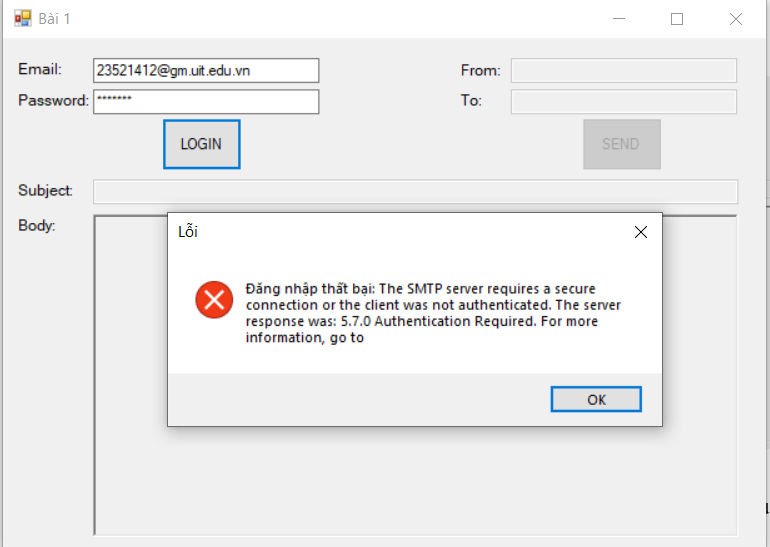 Bài 1
Email: 23521412@gm.uit.edu.vn From:
Password: ******* To:
LOGIN SEND
Subject:
Body:
Lỗi
Đăng nhập thất bại: The SMTP server requires a secure
connection or the client was not authenticated. The server
response was: 5.7.0 Authentication Required. For more
information, go to
OK